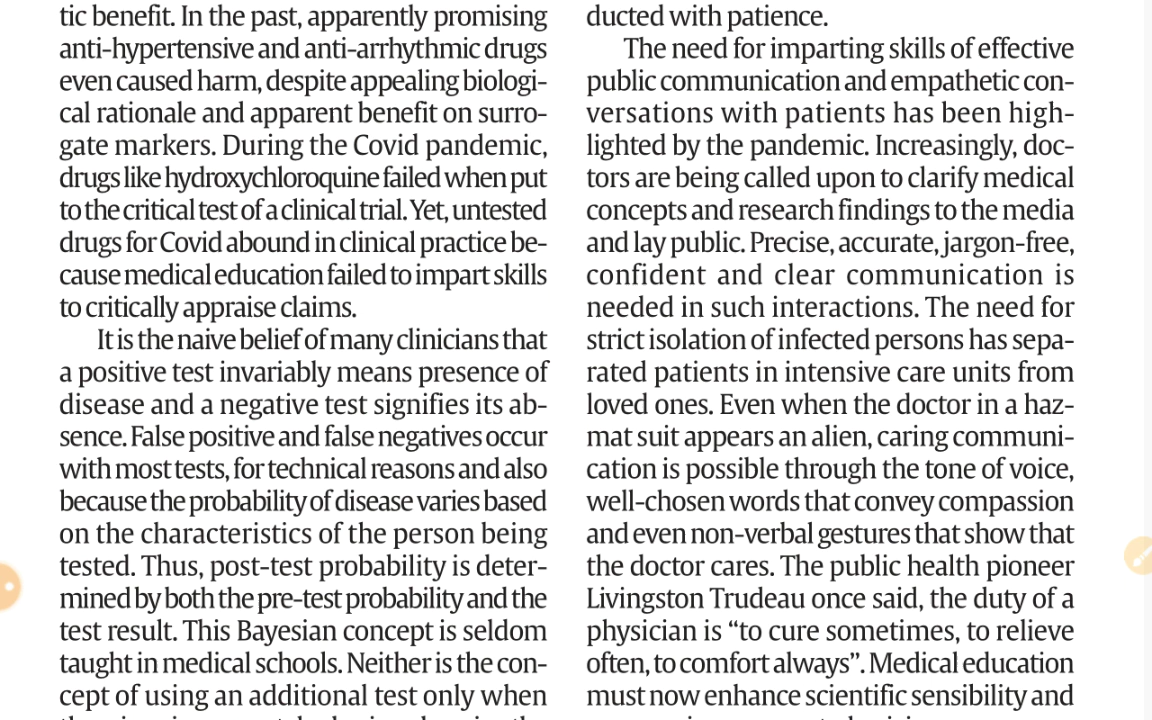 tic benefit. In the past, apparently promising
anti-hypertensive and anti-arrhythmic drugs
even caused harm, despite appealing biologi-
cal rationale and apparent benefit on surro-
gate markers. During the Covid pandemic,
drugs like hydroxychloroquine failed when put
to the critical test of a clinical trial. Yet, untested
drugs for Covid abound in clinical practice be-
cause medical education failed to impart skills
to critically appraise claims.
It is the naive belief of many clinicians that
a positive test invariably means presence of
disease and a negative test signifies its ab-
sence. False positive and false negatives occur
with most tests, for technical reasons and also
because the probability of disease varies based
on the characteristics of the person being
tested. Thus, post-test probability is deter-
mined by both the pre-test probability and the
test result. This Bayesian concept is seldom
taught in medical schools. Neither is the con-
cept of using an additional test only when
ducted with patience.
The need for imparting skills of effective
public communication and empathetic con-
versations with patients has been high-
lighted by the pandemic. Increasingly, doc-
tors are being called upon to clarify medical
concepts and research findings to the media
and lay public. Precise, accurate, jargon-free,
confident and clear communication is
needed in such interactions. The need for
strict isolation of infected persons has sepa-
rated patients in intensive care units from
loved ones. Even when the doctor in a haz-
mat suit appears an alien, caring communi-
cation is possible through the tone of voice,
well-chosen words that convey compassion
and even non-verbal gestures that show that
the doctor cares. The public health pioneer
Livingston Trudeau once said, the duty of a
physician is “to cure sometimes, to relieve
often, to comfort always”. Medical education
must now enhance scientific sensibility and